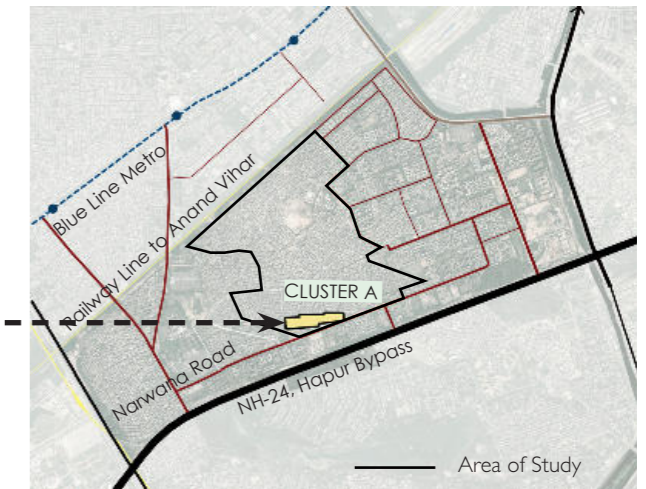 Blue Line Metro
Railway Line to Anand Vihar
CLUSTER A
Narwana Road
NH-24, Hapur Bypass
Area of Study